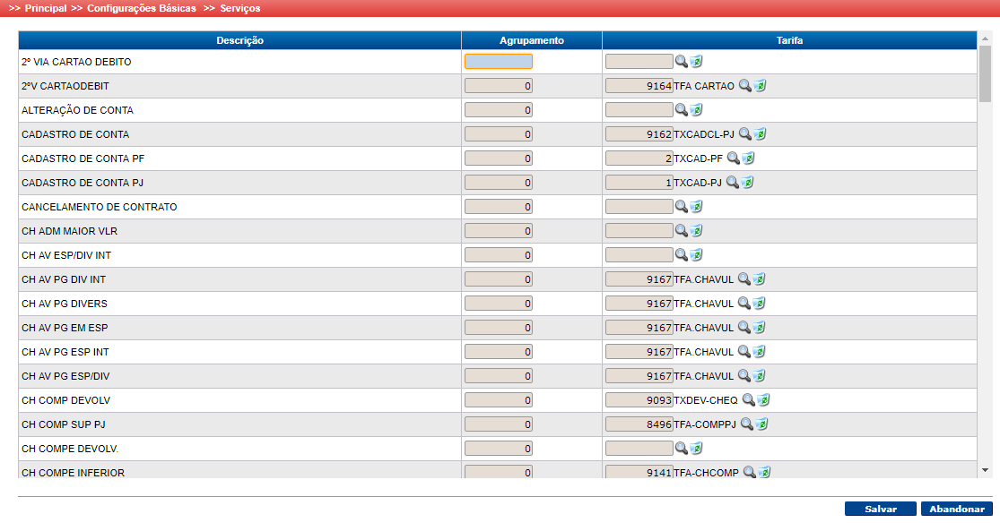 >> Principal >> Configurações Básicas >> Serviços
Descrição Agrupamento Tarifa
2º VIA CARTAO DEBITO
2ºV CARTAODEBIT 0 9164 TFA CARTAO
ALTERAÇÃO DE CONTA 0
CADASTRO DE CONTA 0 9162 TXCADCL-PJ
CADASTRO DE CONTA PF 0 2 TXCAD-PF
CADASTRO DE CONTA PJ 0 1 TXCAD-PJ
CANCELAMENTO DE CONTRATO 0
CH ADM MAIOR VLR 0
CH AV ESP/DIV INT 0
CH AV PG DIV INT 0 9167 TFA.CHAVUL
CH AV PG DIVERS 0 9167 TFA.CHAVUL
CH AV PG EM ESP 0 9167 TFA.CHAVUL
CH AV PG ESP INT 0 9167 TFA.CHAVUL
CH AV PG ESP/DIV 0 9167 TFA.CHAVUL
CH COMP DEVOLV 0 9093 TXDEV-CHEQ
CH COMP SUP PJ 0 8496 TFA-COMPPJ
CH COMPE DEVOLV. 0
CH COMPE INFERIOR 0 9141 TFA-CHCOMP
Salvar Abandonar